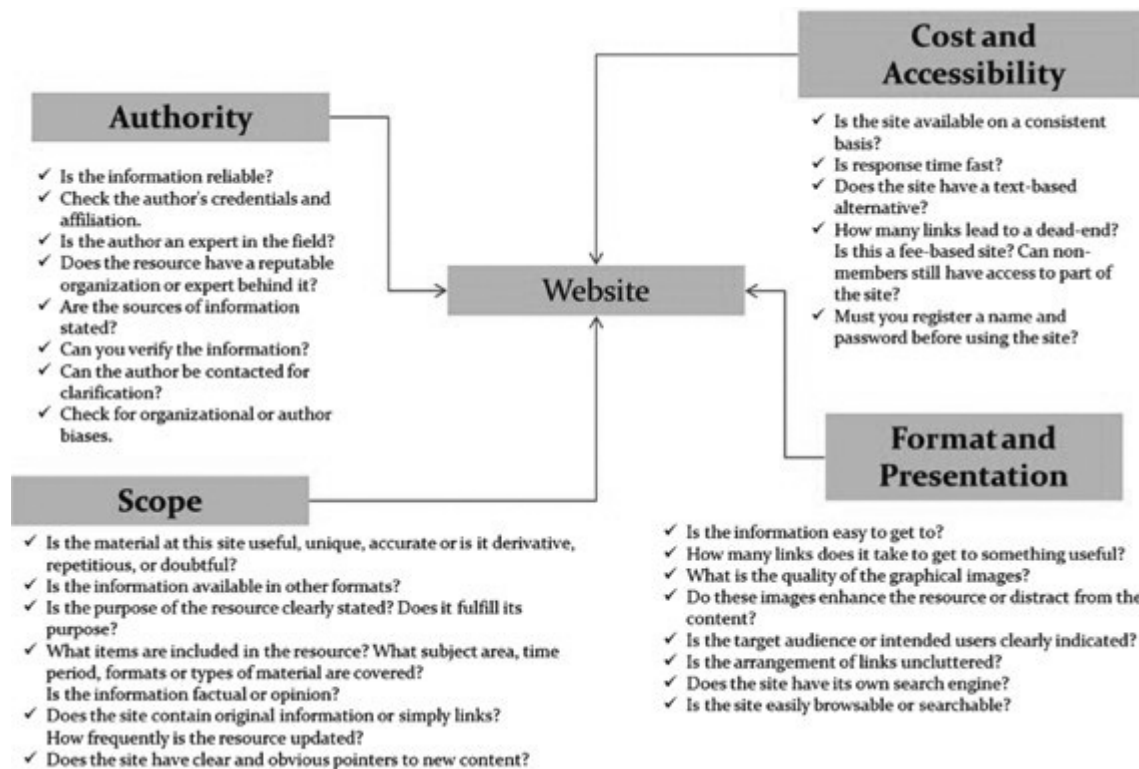 Authority
✓ Is the information reliable?
✓ Check the author's credentials and
affiliation.
✓ Is the author an expert in the field?
✓ Does the resource have a reputable
organization or expert behind it?
✓ Are the sources of information
stated?
✓ Can you verify the information?
✓ Can the author be contacted for
clarification?
✓ Check for organizational or author
biases.
Cost and
Accessibility
✓ Is the site available on a consistent
basis?
✓ Is response time fast?
✓ Does the site have a text-based
alternative?
✓ How many links lead to a dead-end?
Is this a fee-based site? Can non-
members still have access to part of
the site?
✓ Must you register a name and
password before using the site?
Website
Scope
✓ Is the material at this site useful, unique, accurate or is it derivative,
repetitious, or doubtful?
✓ Is the information available in other formats?
✓ Is the purpose of the resource clearly stated? Does it fulfill its
purpose?
✓ What items are included in the resource? What subject area, time
period, formats or types of material are covered?
Is the information factual or opinion?
✓ Does the site contain original information or simply links?
How frequently is the resource updated?
✓ Does the site have clear and obvious pointers to new content?
Format and
Presentation
✓ Is the information easy to get to?
✓ How many links does it take to get to something useful?
✓ What is the quality of the graphical images?
✓ Do these images enhance the resource or distract from the
content?
✓ Is the target audience or intended users clearly indicated?
✓ Is the arrangement of links uncluttered?
✓ Does the site have its own search engine?
✓ Is the site easily browsable or searchable?